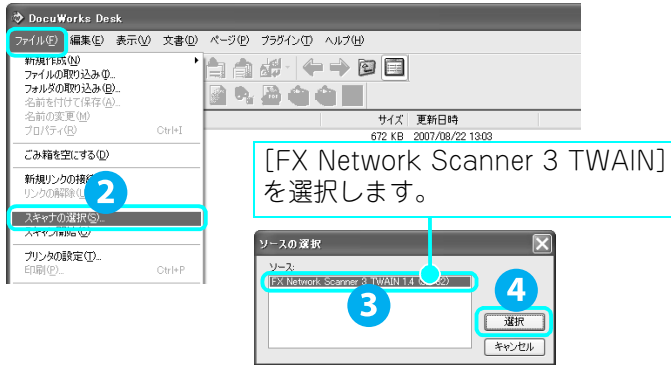 DocuWorks Desk
ファイル(F) 編集(E) 表示(V) 文書(D) ページ(P) プラグイン(T) ヘルプ(H)
新規作成(N)
ファイルの取り込み(I)...
フォルダの取り込み(B)...
名前を付けて保存(A)...
名前の変更(M)
プロパティ(R) Ctrl+I
サイズ 更新日時
672 KB 2007/08/22 13:03
ごみ箱を空にする(D)
新規リンクの接続
リンクの解除(
2
スキャナの選択(S)...
スキャン開始(C)
プリンタの設定(T)...
印刷(P)... Ctrl+P
[FX Network Scanner 3 TWAIN]
を選択します。
ソースの選択
ソース:
FX Network Scanner 3 TWAIN 1.4
3
4
選択
キャンセル